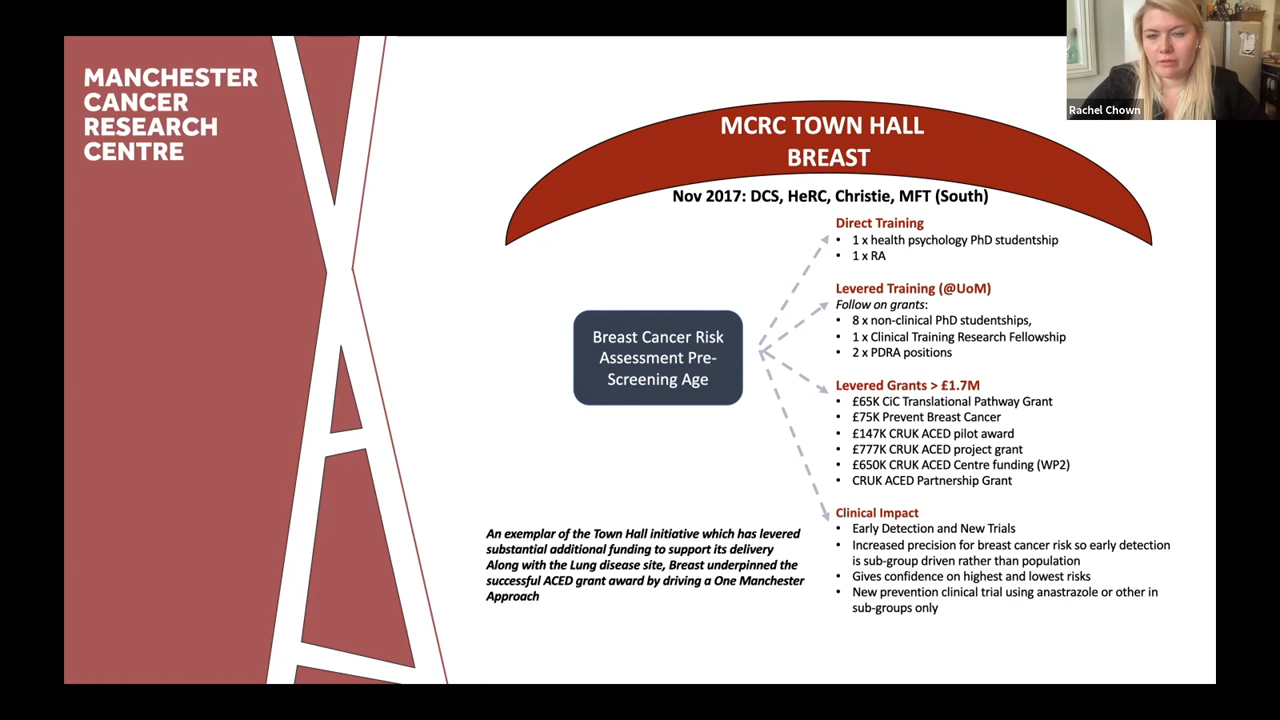 MANCHESTER
CANCER
RESEARCH
CENTRE
Rachel Chown
MCRC TOWN HALL
BREAST
Nov 2017: DCS, HeRC, Christie, MFT (South)
Direct Training
• 1 x health psychology PhD studentship
• 1 x RA
Levered Training (@UoM)
Follow on grants:
• 8 x non-clinical PhD studentships,
• 1 x Clinical Training Research Fellowship
• 2 x PDRA positions
Breast Cancer Risk
Assessment Pre-
Screening Age
Levered Grants > £1.7M
• £65K CiC Translational Pathway Grant
• £75K Prevent Breast Cancer
• £147K CRUK ACED pilot award
• £777K CRUK ACED project grant
• £650K CRUK ACED Centre funding (WP2)
• CRUK ACED Partnership Grant
Clinical Impact
• Early Detection and New Trials
• Increased precision for breast cancer risk so early detection
is sub-group driven rather than population
• Gives confidence on highest and lowest risks
• New prevention clinical trial using anastrazole or other in
sub-groups only
An exemplar of the Town Hall initiative which has levered
substantial additional funding to support its delivery
Along with the Lung disease site, Breast underpinned the
successful ACED grant award by driving a One Manchester
Approach